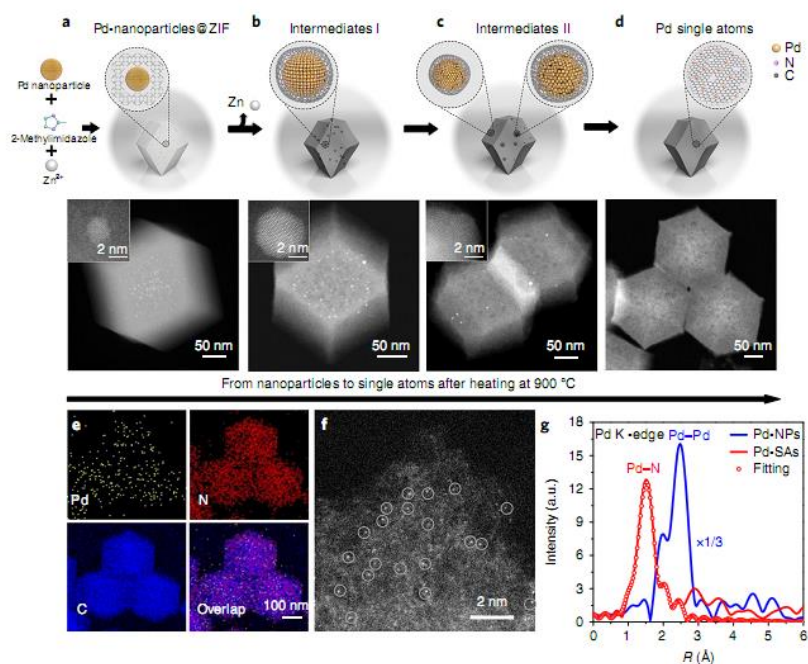 a Pd•nanoparticles@ZIF
b Intermediates I
c Intermediates II
d Pd single atoms
Pd
N
C
Pd nanoparticle
+
2-Methylimidazole
+
Zn²⁺
Zn
2 nm
50 nm
2 nm
50 nm
2 nm
50 nm
50 nm
From nanoparticles to single atoms after heating at 900 °C
e
Pd
N
C
Overlap
100 nm
f
2 nm
g
Pd K •edge
Pd–Pd
Pd–N
Pd•NPs
Pd•SAs
Fitting
×1/3
Intensity (a.u.)
18
15
12
9
6
3
0
0 1 2 3 4 5 6
R (Å)